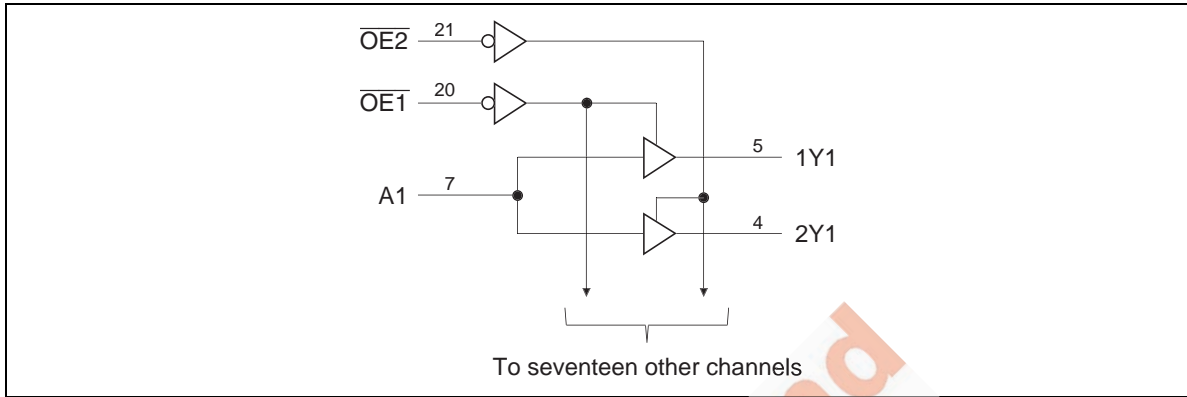 OE2 21
OE1 20
5 1Y1
A1 7
4 2Y1
To seventeen other channels